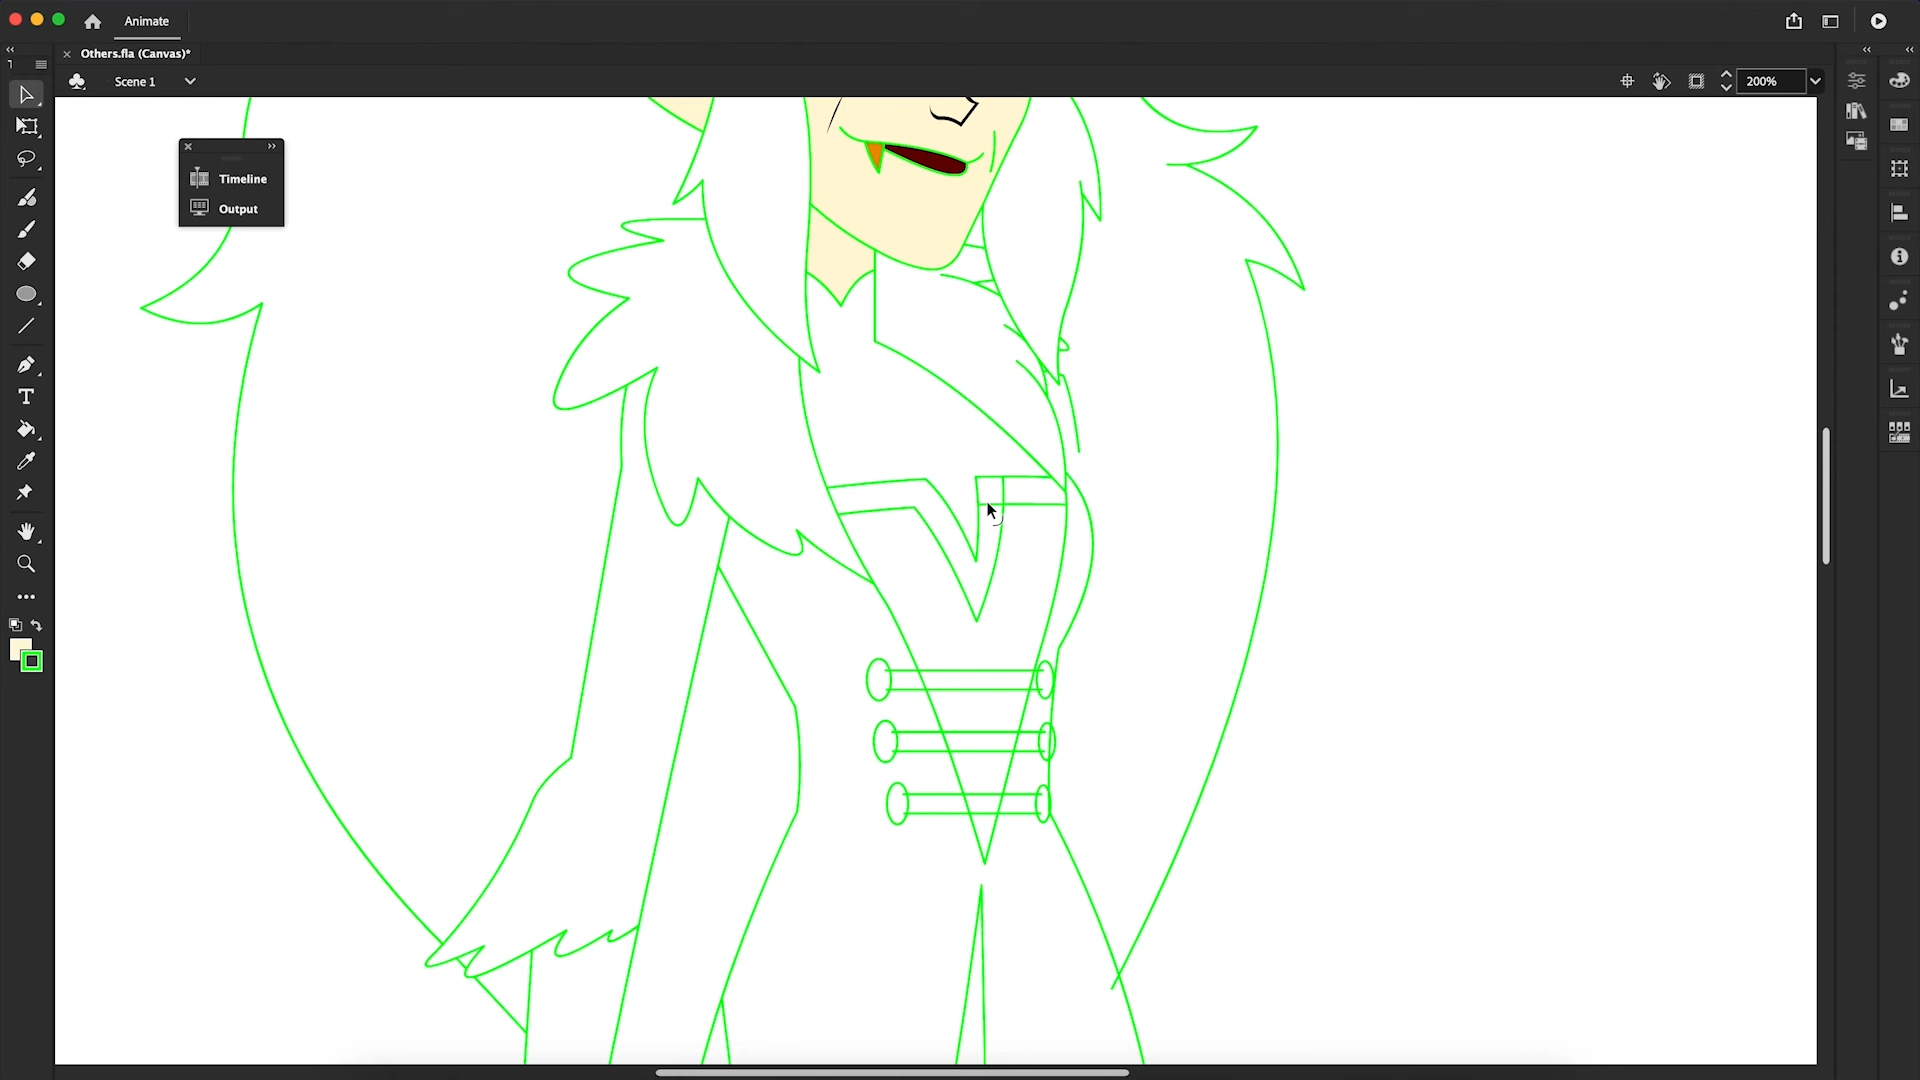 Animate
Others.fla (Canvas)*
Scene 1
200%
Timeline
Output